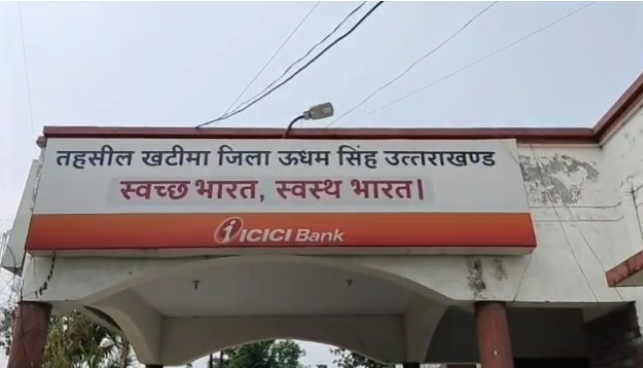 तहसील खटीमा जिला ऊधम सिंह उत्तराखण्ड
स्वच्छ भारत, स्वस्थ भारत।
ICICI Bank